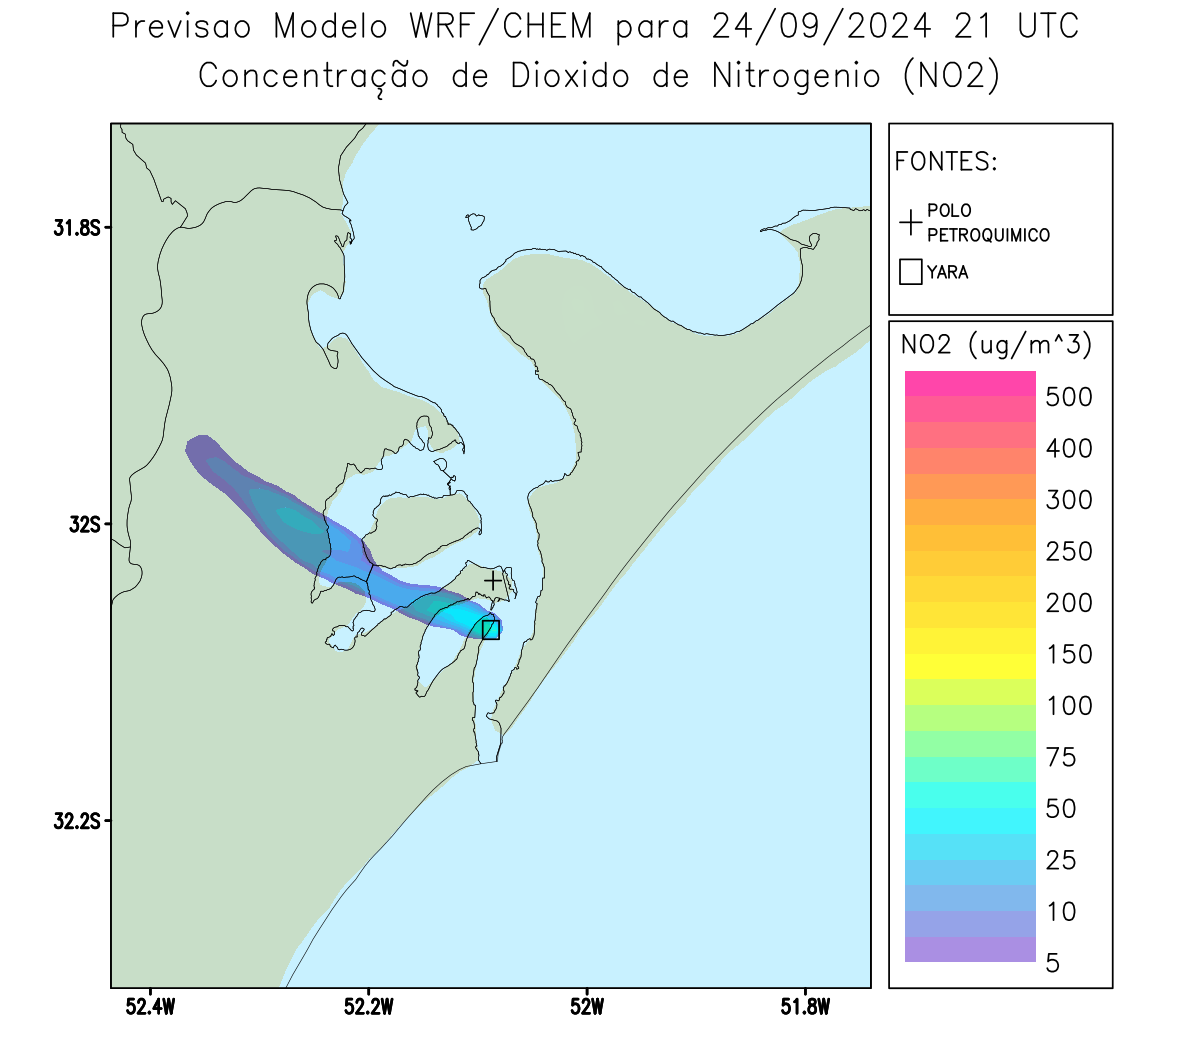 Previsao Modelo WRF/CHEM para 24/09/2024 21 UTC
Concentração de Dioxido de Nitrogenio (NO2)
FONTES:
POLO
PETROQUIMICO
YARA
31.8S
32S
32.2S
52.4W
52.2W
52W
51.8W
NO2 (ug/m^3)
500
400
300
250
200
150
100
75
50
25
10
5